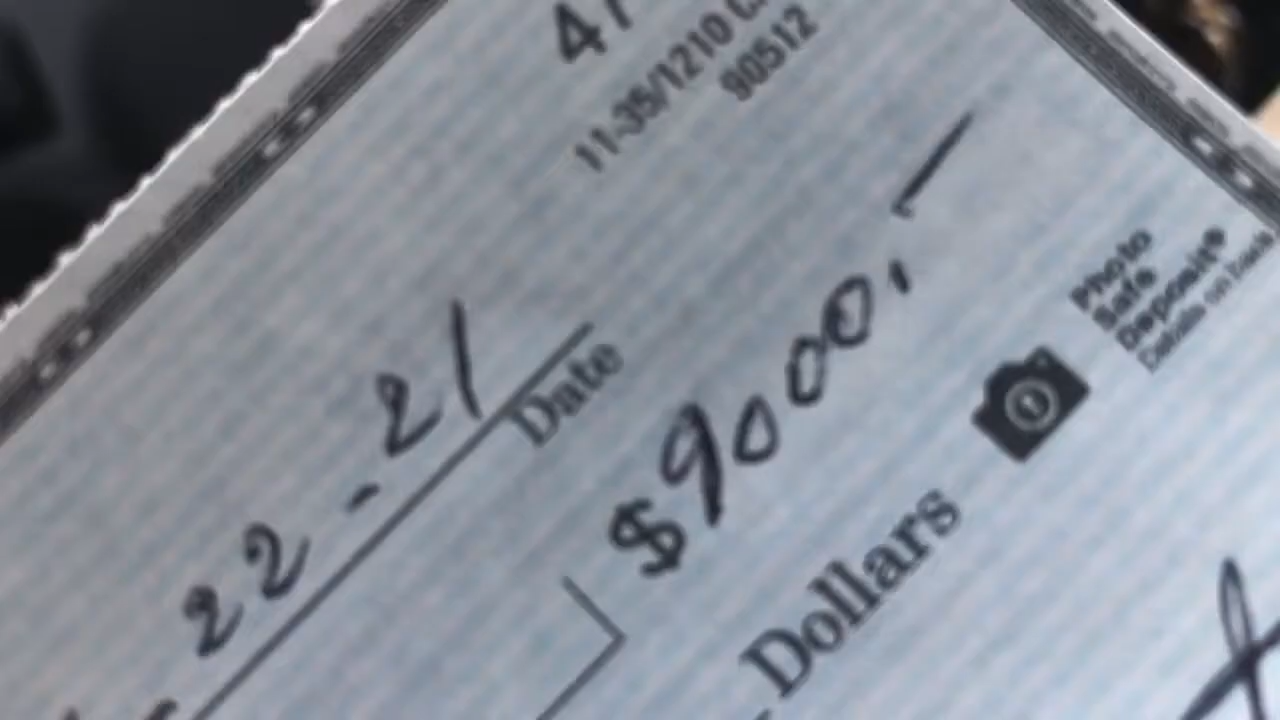 11-35/1210 C
90512
22-21
Date
$9000,-
Photo
Safe
Deposit®
Details on back
Dollars